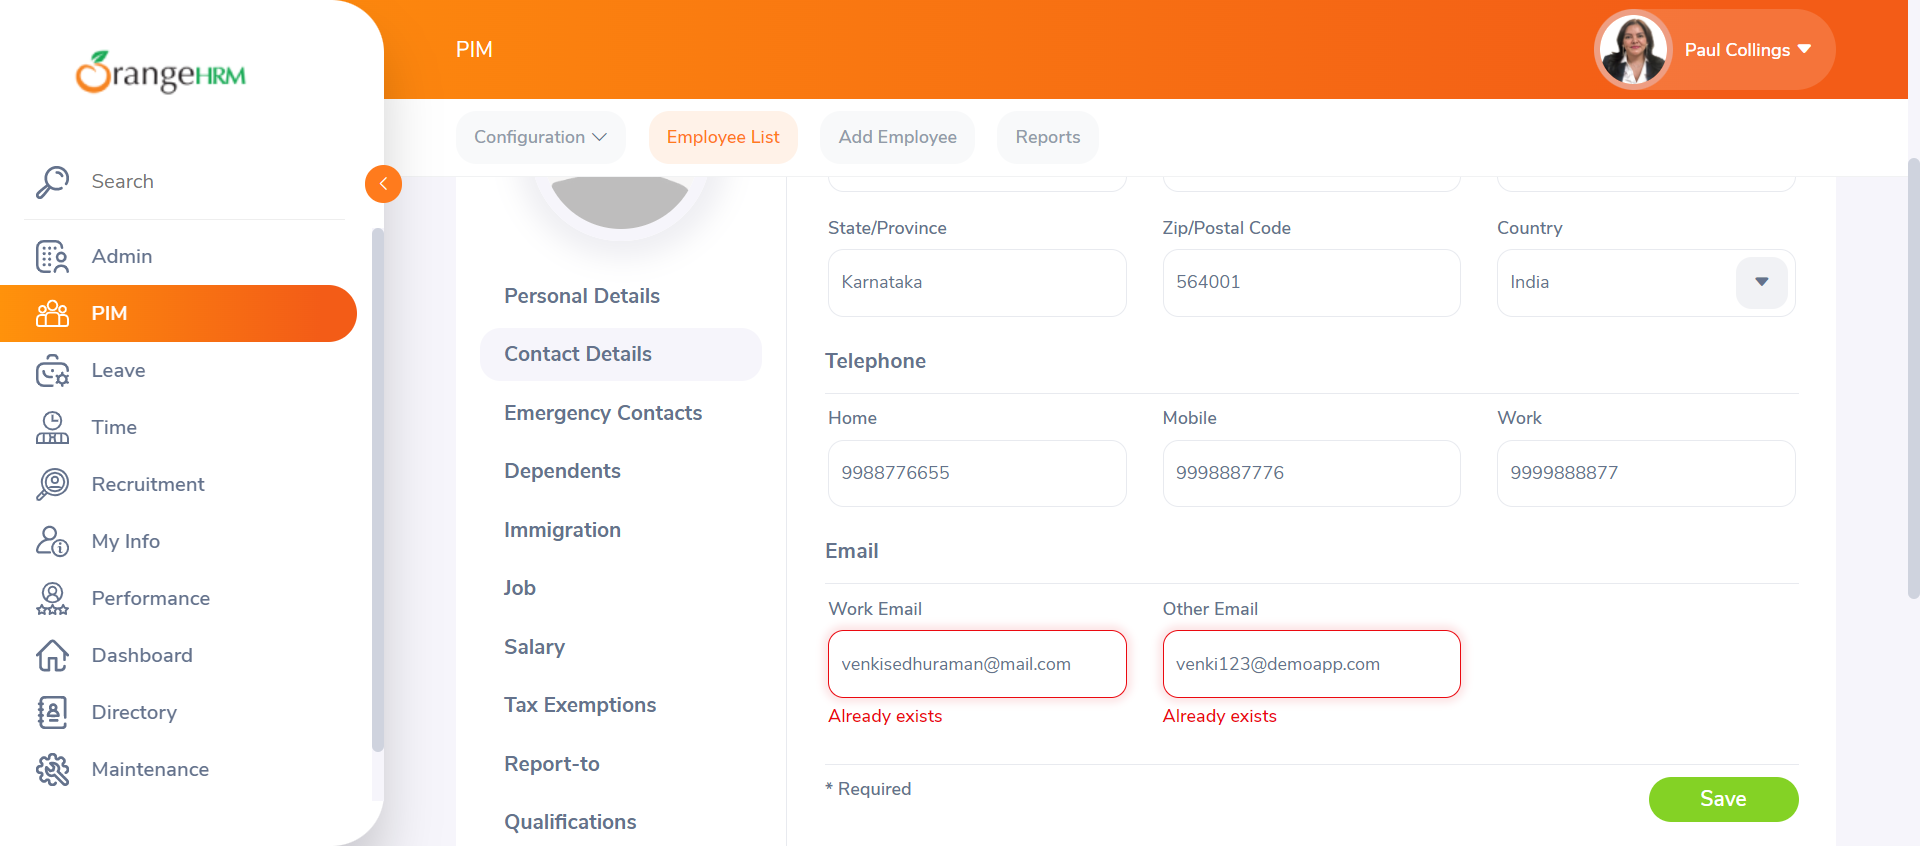 OrangeHRM
PIM
Paul Collings
Configuration
Employee List
Add Employee
Reports
Search
Admin
PIM
Leave
Time
Recruitment
My Info
Performance
Dashboard
Directory
Maintenance
Personal Details
Contact Details
Emergency Contacts
Dependents
Immigration
Job
Salary
Tax Exemptions
Report-to
Qualifications
State/Province
Zip/Postal Code
Country
Karnataka
564001
India
Telephone
Home
Mobile
Work
9988776655
9998887776
9999888877
Email
Work Email
Other Email
venkisedhuraman@mail.com
venki123@demoapp.com
Already exists
Already exists
* Required
Save